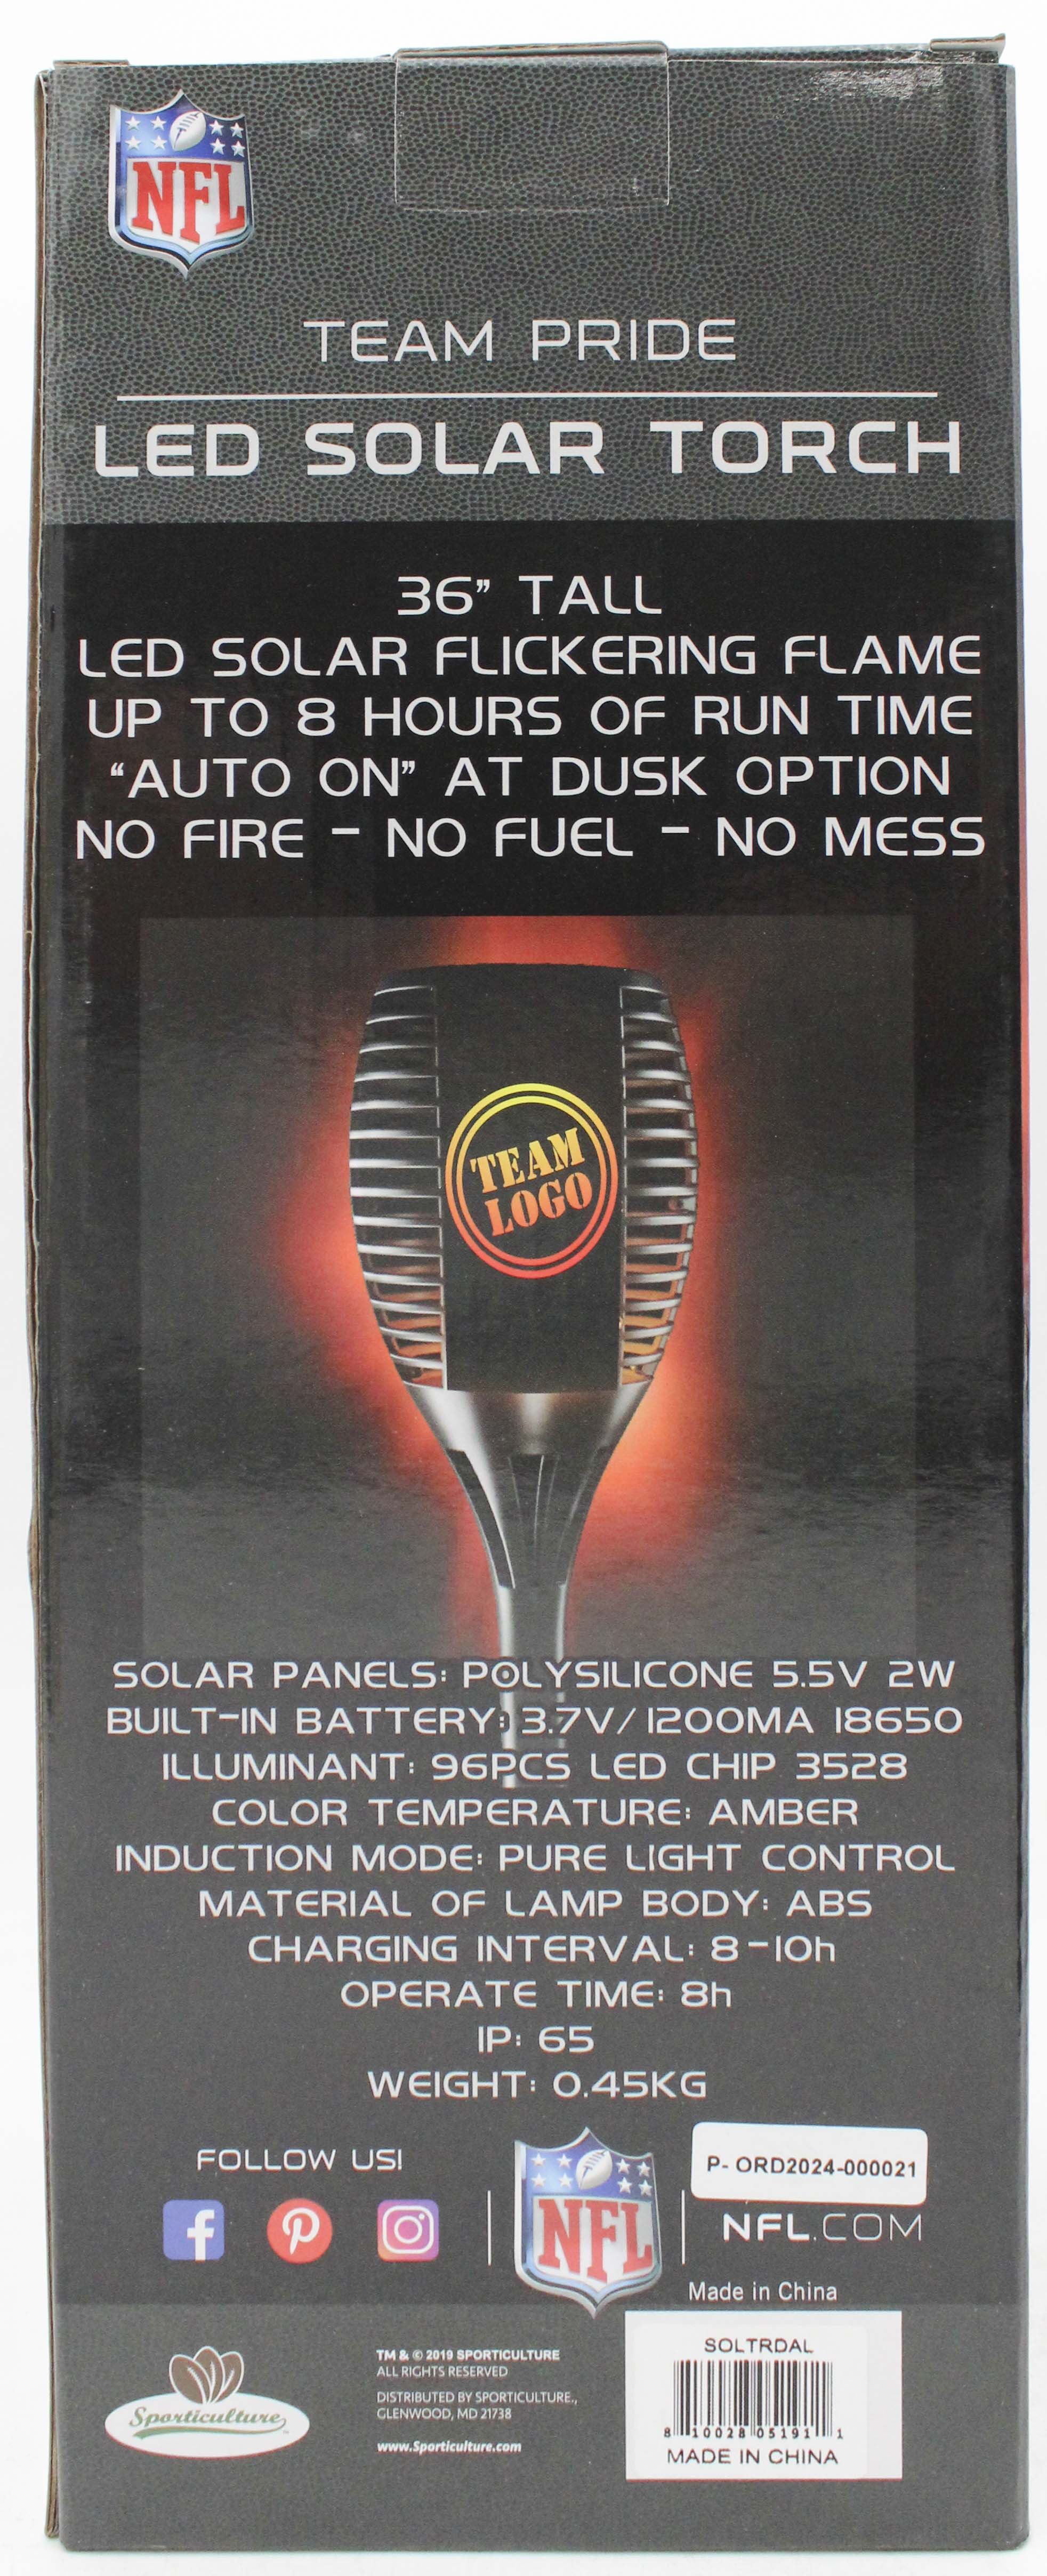 NFL
TEAM PRIDE
LED SOLAR TORCH
36” TALL
LED SOLAR FLICKERING FLAME
UP TO 8 HOURS OF RUN TIME
“AUTO ON” AT DUSK OPTION
NO FIRE - NO FUEL - NO MESS
TEAM
LOGO
SOLAR PANELS: POLYSILICONE 5.5V 2W
BUILT-IN BATTERY: 3.7V/1200MA 18650
ILLUMINANT: 96PCS LED CHIP 3528
COLOR TEMPERATURE: AMBER
INDUCTION MODE: PURE LIGHT CONTROL
MATERIAL OF LAMP BODY: ABS
CHARGING INTERVAL: 8-10h
OPERATE TIME: 8h
IP: 65
WEIGHT: 0.45KG
FOLLOW US!
NFL
P- ORD2024-000021
NFL.COM
Made in China
Sporticulture
TM & © 2019 SPORTICULTURE
ALL RIGHTS RESERVED
DISTRIBUTED BY SPORTICULTURE.,
GLENWOOD, MD 21738
www.Sporticulture.com
SOLTRDAL
8 10028 05191 1
MADE IN CHINA